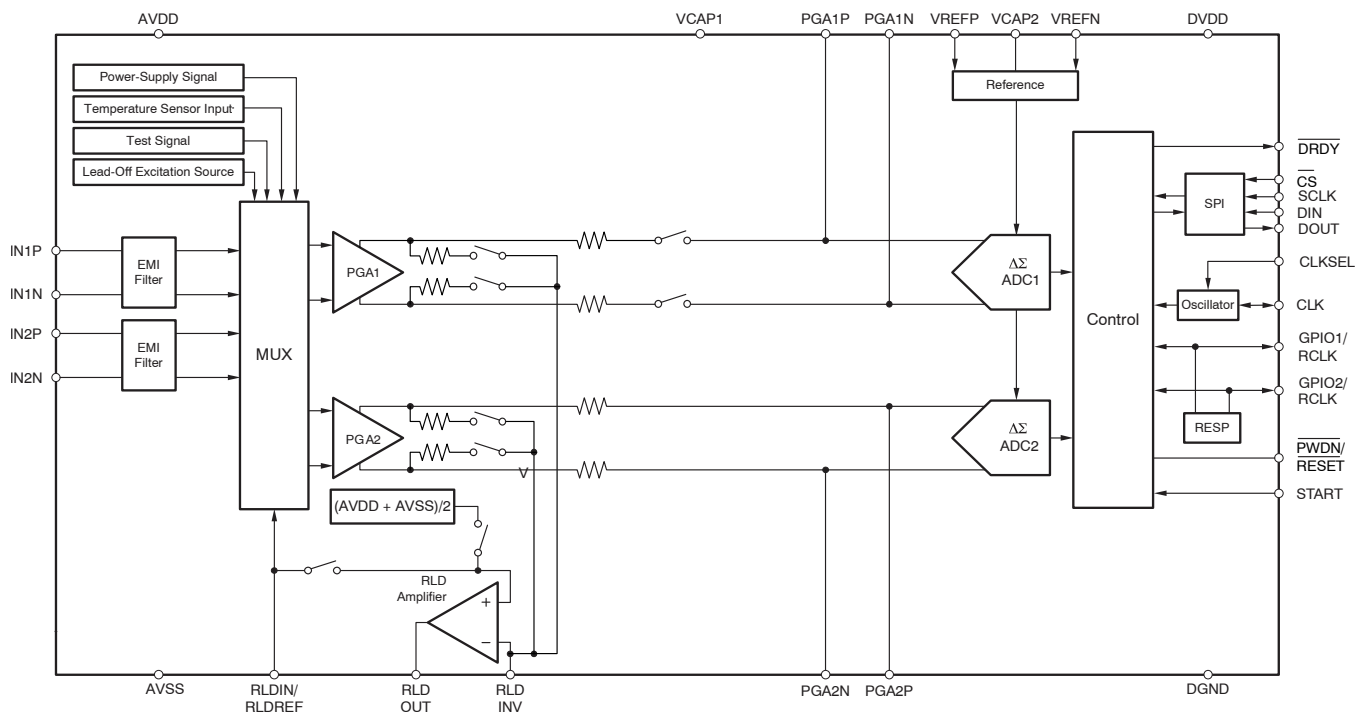 AVDD
VCAP1
PGA1P
PGA1N
VREFP
VCAP2
VREFN
DVDD
Power-Supply Signal
Temperature Sensor Input
Test Signal
Lead-Off Excitation Source
Reference
DRDY
CS
SCLK
DIN
DOUT
SPI
CLKSEL
Oscillator
CLK
GPIO1/
RCLK
GPIO2/
RCLK
RESP
PWDN/
RESET
START
Control
IN1P
IN1N
IN2P
IN2N
EMI
Filter
EMI
Filter
MUX
PGA1
PGA2
ΔΣ
ADC1
ΔΣ
ADC2
V
(AVDD + AVSS)/2
RLD
Amplifier
+
−
AVSS
RLDIN/
RLDREF
RLD
OUT
RLD
INV
PGA2N
PGA2P
DGND